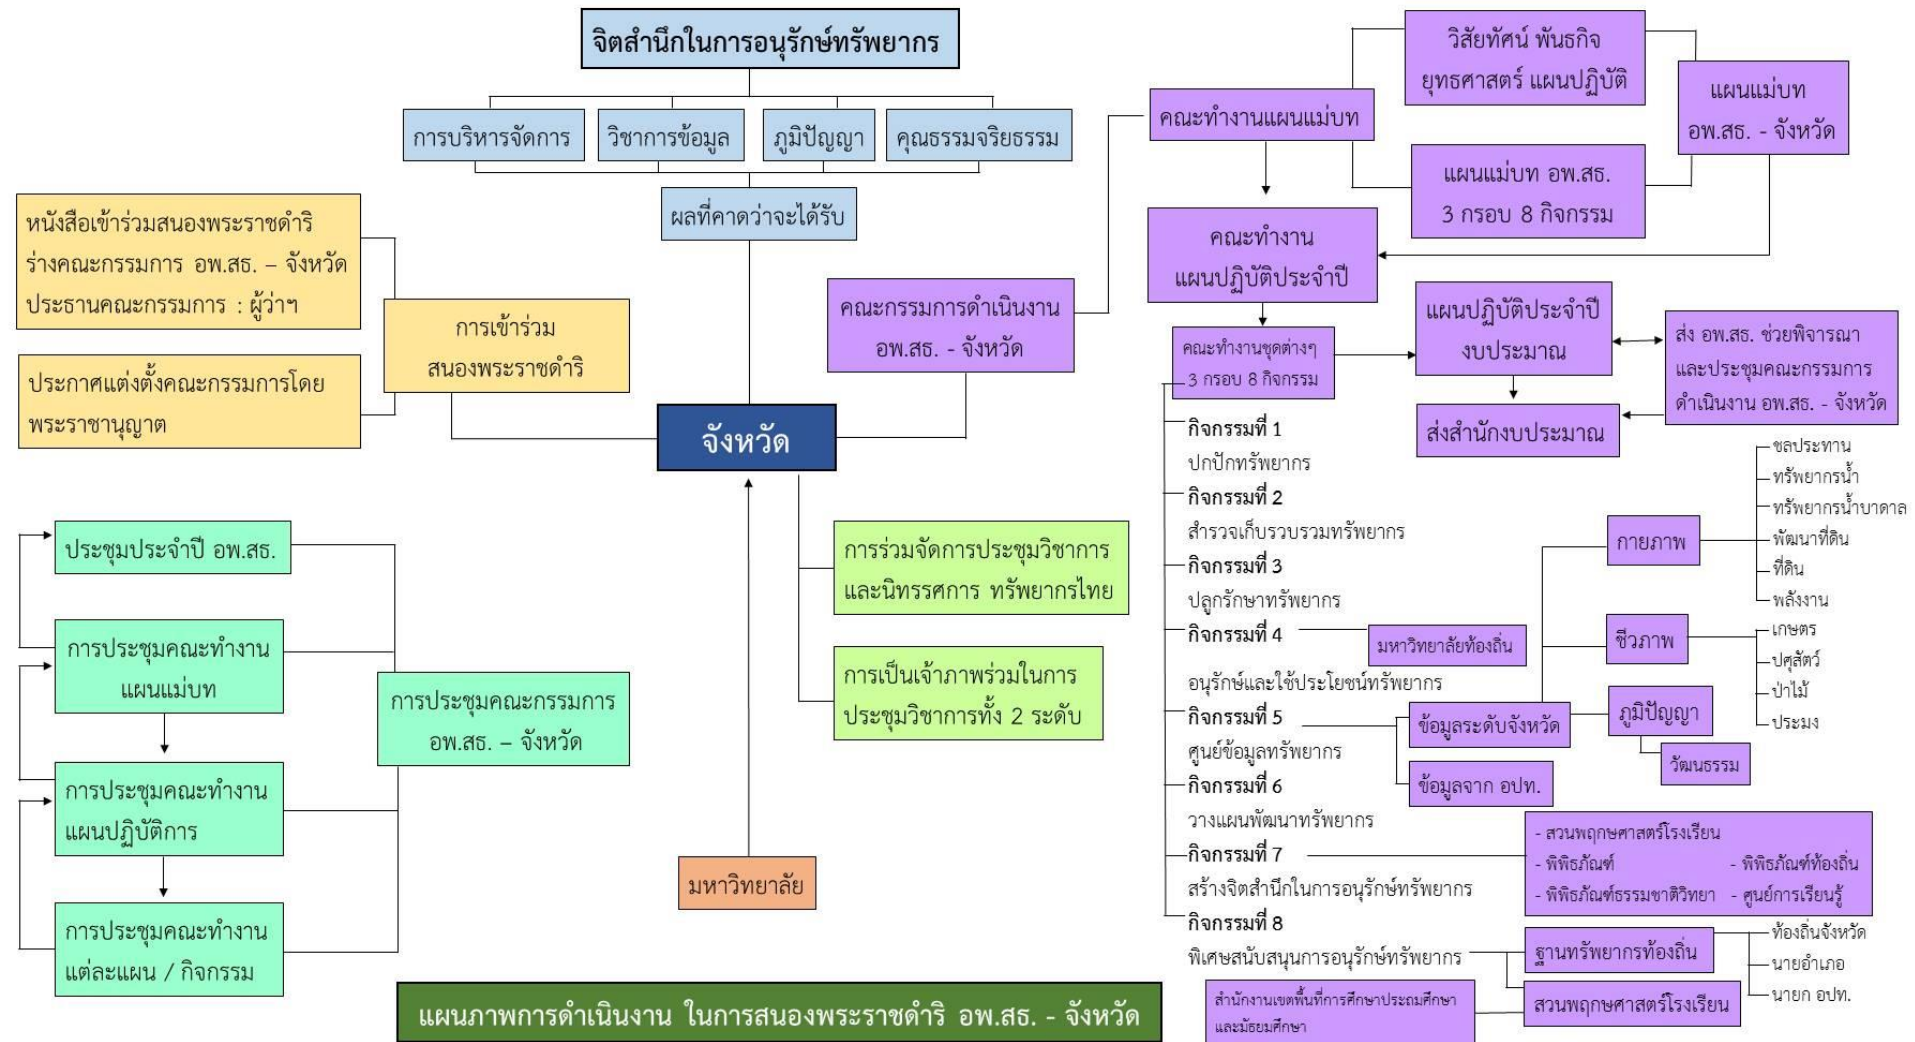 จิตสำนึกในการอนุรักษ์ทรัพยากร
การบริหารจัดการ
วิชาการข้อมูล
ภูมิปัญญา
คุณธรรมจริยธรรม
ผลที่คาดว่าจะได้รับ
หนังสือเข้าร่วมสนองพระราชดำริ
ร่างคณะกรรมการ อพ.สธ. – จังหวัด
ประธานคณะกรรมการ : ผู้ว่าฯ
ประกาศแต่งตั้งคณะกรรมการโดย
พระราชานุญาต
การเข้าร่วม
สนองพระราชดำริ
จังหวัด
คณะกรรมการดำเนินงาน
อพ.สธ. - จังหวัด
คณะทำงานแผนแม่บท
วิสัยทัศน์ พันธกิจ
ยุทธศาสตร์ แผนปฏิบัติ
แผนแม่บท
อพ.สธ. - จังหวัด
แผนแม่บท อพ.สธ.
3 กรอบ 8 กิจกรรม
คณะทำงาน
แผนปฏิบัติประจำปี
คณะทำงานชุดต่างๆ
3 กรอบ 8 กิจกรรม
แผนปฏิบัติประจำปี
งบประมาณ
ส่ง อพ.สธ. ช่วยพิจารณา
และประชุมคณะกรรมการ
ดำเนินงาน อพ.สธ. - จังหวัด
ส่งสำนักงบประมาณ
กิจกรรมที่ 1
ปกปักทรัพยากร
กิจกรรมที่ 2
สำรวจเก็บรวบรวมทรัพยากร
กิจกรรมที่ 3
ปลูกรักษาทรัพยากร
กิจกรรมที่ 4
มหาวิทยาลัยท้องถิ่น
อนุรักษ์และใช้ประโยชน์ทรัพยากร
กิจกรรมที่ 5
ศูนย์ข้อมูลทรัพยากร
ข้อมูลระดับจังหวัด
ข้อมูลจาก อปท.
กายภาพ
ชลประทาน
ทรัพยากรน้ำ
ทรัพยากรน้ำบาดาล
พัฒนาที่ดิน
ที่ดิน
พลังงาน
ชีวภาพ
เกษตร
ปศุสัตว์
ป่าไม้
ประมง
ภูมิปัญญา
วัฒนธรรม
กิจกรรมที่ 6
วางแผนพัฒนาทรัพยากร
กิจกรรมที่ 7
สร้างจิตสำนึกในการอนุรักษ์ทรัพยากร
- สวนพฤกษศาสตร์โรงเรียน
- พิพิธภัณฑ์ - พิพิธภัณฑ์ท้องถิ่น
- พิพิธภัณฑ์ธรรมชาติวิทยา - ศูนย์การเรียนรู้
กิจกรรมที่ 8
พิเศษสนับสนุนการอนุรักษ์ทรัพยากร
ฐานทรัพยากรท้องถิ่น
ท้องถิ่นจังหวัด
นายอำเภอ
นายก อปท.
สวนพฤกษศาสตร์โรงเรียน
สำนักงานเขตพื้นที่การศึกษาประถมศึกษา
และมัธยมศึกษา
ประชุมประจำปี อพ.สธ.
การประชุมคณะทำงาน
แผนแม่บท
การประชุมคณะทำงาน
แผนปฏิบัติการ
การประชุมคณะทำงาน
แต่ละแผน / กิจกรรม
การประชุมคณะกรรมการ
อพ.สธ. – จังหวัด
การร่วมจัดการประชุมวิชาการ
และนิทรรศการ ทรัพยากรไทย
การเป็นเจ้าภาพร่วมในการ
ประชุมวิชาการทั้ง 2 ระดับ
มหาวิทยาลัย
แผนภาพการดำเนินงาน ในการสนองพระราชดำริ อพ.สธ. - จังหวัด